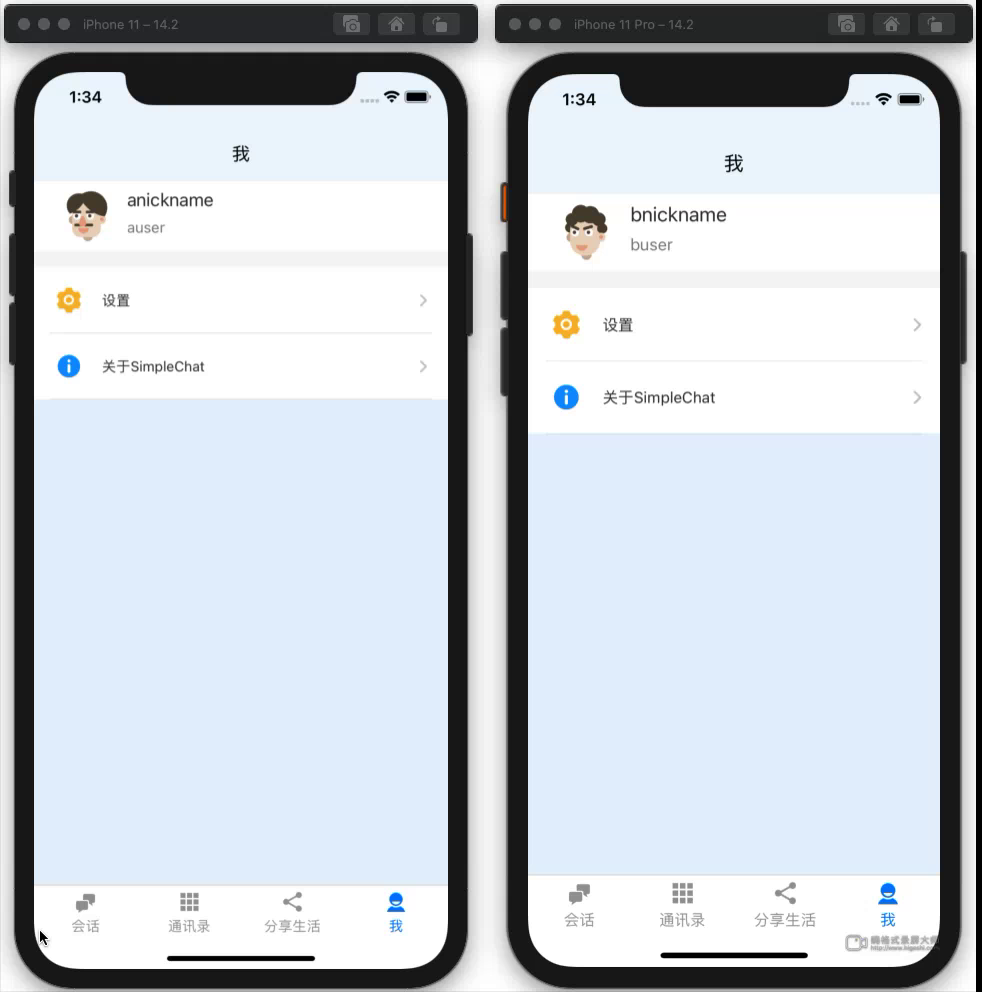 iPhone 11 – 14.2
1:34
我
anickname
auser
设置
关于SimpleChat
会话
通讯录
分享生活
我
iPhone 11 Pro – 14.2
1:34
我
bnickname
buser
设置
关于SimpleChat
会话
通讯录
分享生活
我